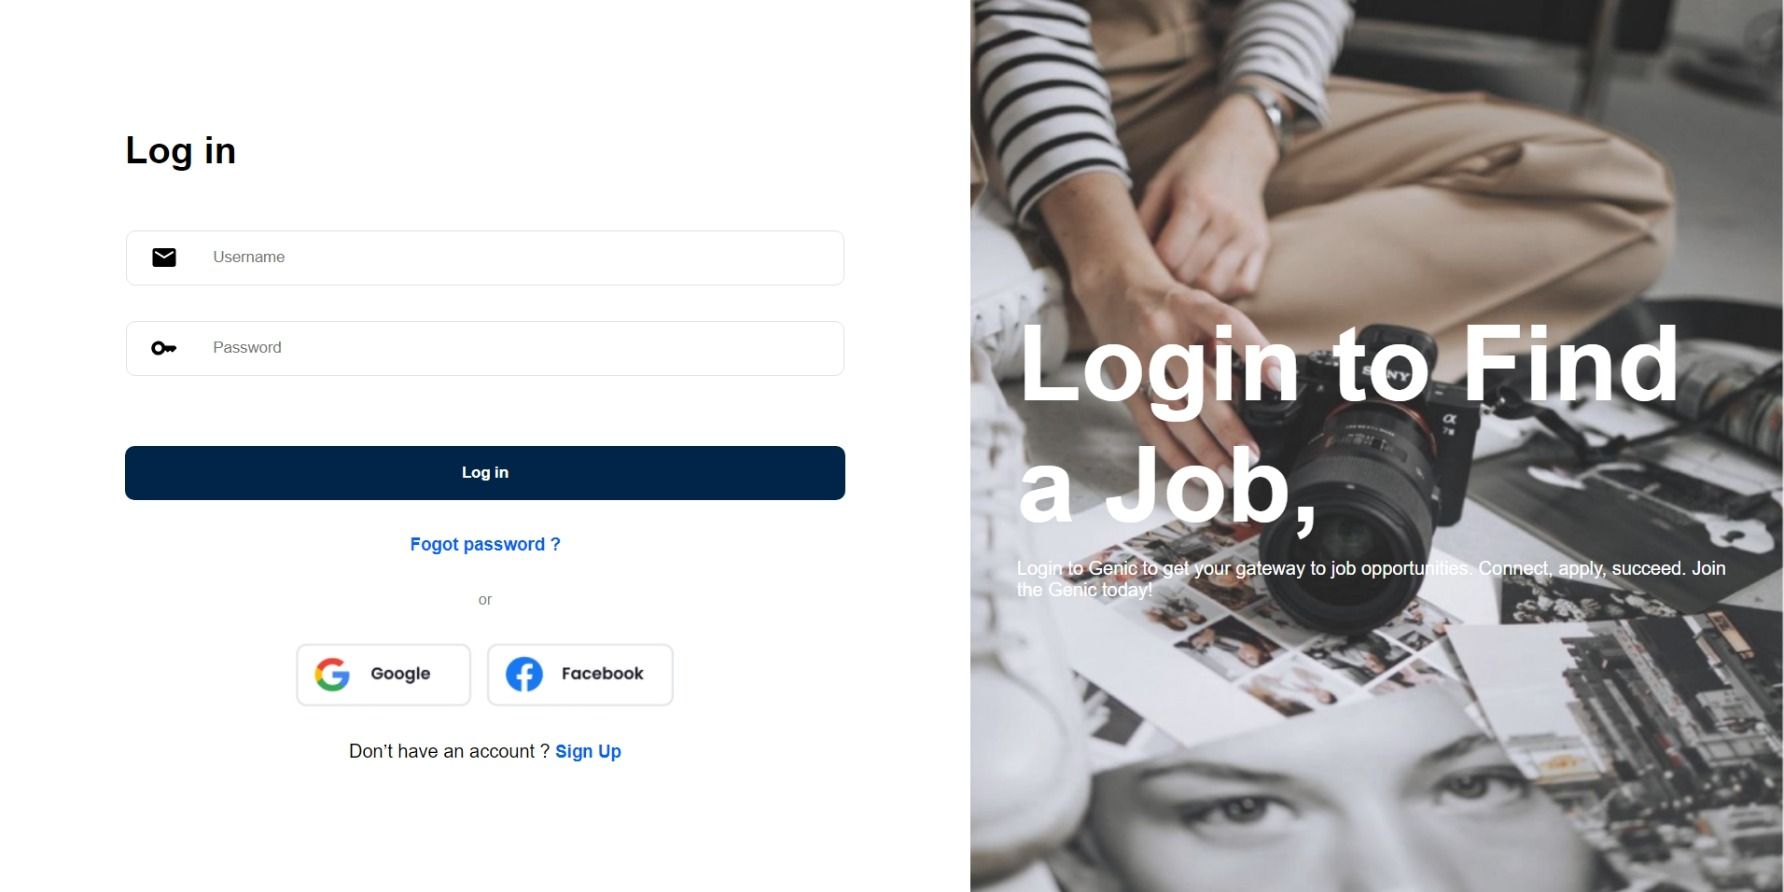 Log in
Username
Password
Log in
Fogot password ?
or
Google
Facebook
Don't have an account ? Sign Up
Login to Find
a Job,
Login to Genic to get your gateway to job opportunities. Connect, apply, succeed. Join
the Genic today!
SONY
α